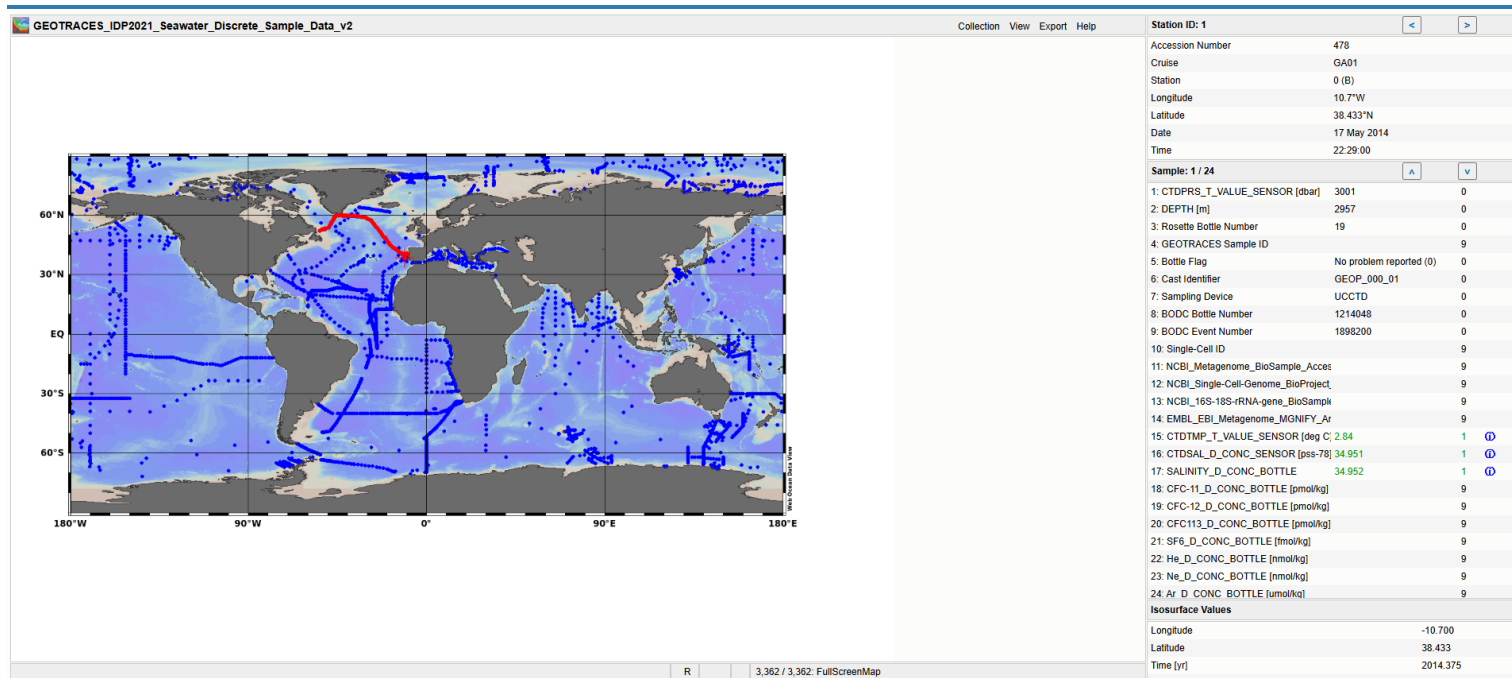 GEOTRACES_IDP2021_Seawater_Discrete_Sample_Data_v2
Collection View Export Help
60°N
30°N
EQ
30°S
60°S
180°W 90°W 0° 90°E 180°E
Web Ocean Data View
R 3,362 / 3,362: FullScreenMap
Station ID: 1 < >
Accession Number 478
Cruise GA01
Station 0 (B)
Longitude 10.7°W
Latitude 38.433°N
Date 17 May 2014
Time 22:29:00
Sample: 1 / 24 ʌ v
1: CTDPRS_T_VALUE_SENSOR [dbar] 3001 0
2: DEPTH [m] 2957 0
3: Rosette Bottle Number 19 0
4: GEOTRACES Sample ID 9
5: Bottle Flag No problem reported (0) 0
6: Cast Identifier GEOP_000_01 0
7: Sampling Device UCCTD 0
8: BODC Bottle Number 1214048 0
9: BODC Event Number 1898200 0
10: Single-Cell ID 9
11: NCBI_Metagenome_BioSample_Acces 9
12: NCBI_Single-Cell-Genome_BioProject_ 9
13: NCBI_16S-18S-rRNA-gene_BioSample 9
14: EMBL_EBI_Metagenome_MGNIFY_Ar 9
15: CTDTMP_T_VALUE_SENSOR [deg C] 2.84 1
16: CTDSAL_D_CONC_SENSOR [pss-78] 34.951 1
17: SALINITY_D_CONC_BOTTLE 34.952 1
18: CFC-11_D_CONC_BOTTLE [pmol/kg] 9
19: CFC-12_D_CONC_BOTTLE [pmol/kg] 9
20: CFC113_D_CONC_BOTTLE [pmol/kg] 9
21: SF6_D_CONC_BOTTLE [fmol/kg] 9
22: He_D_CONC_BOTTLE [nmol/kg] 9
23: Ne_D_CONC_BOTTLE [nmol/kg] 9
24: Ar_D_CONC_BOTTLE [umol/kg] 9
Isosurface Values
Longitude -10.700
Latitude 38.433
Time [yr] 2014.375